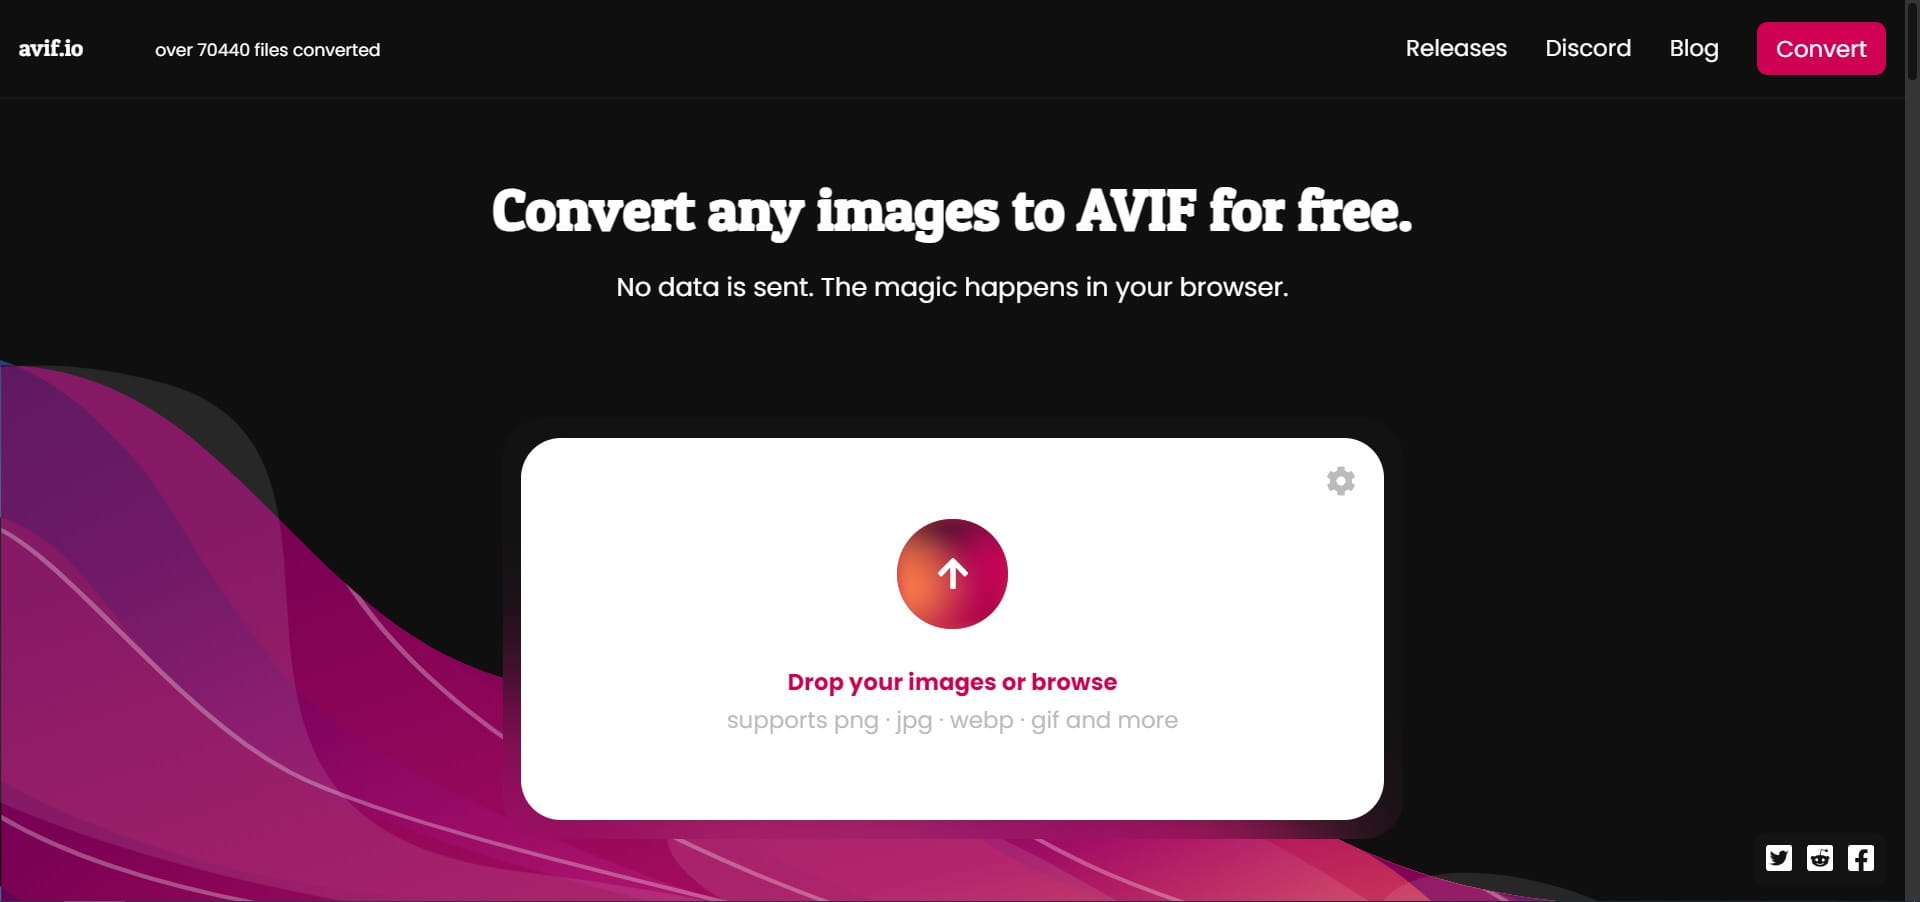 avif.io
over 70440 files converted
Releases
Discord
Blog
Convert
Convert any images to AVIF for free.
No data is sent. The magic happens in your browser.
Drop your images or browse
supports png · jpg · webp · gif and more